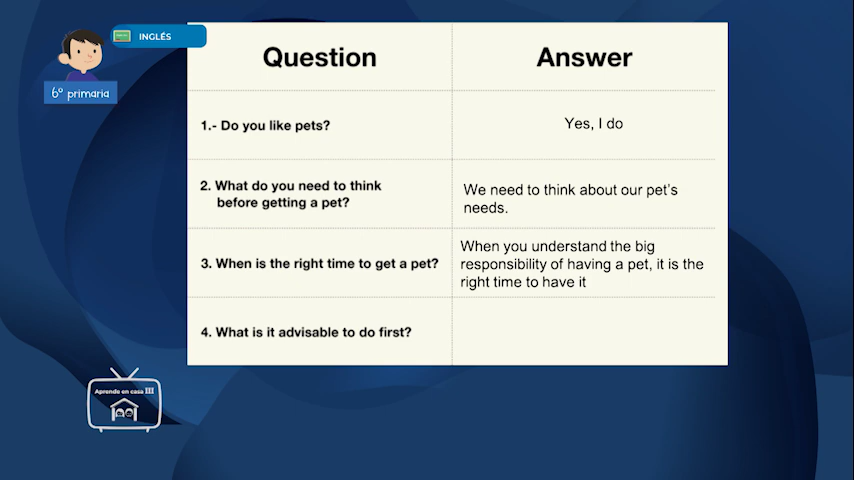 INGLÉS
6° primaria
Question
Answer
1.- Do you like pets?
Yes, I do
2. What do you need to think
before getting a pet?
We need to think about our pet's
needs.
3. When is the right time to get a pet?
When you understand the big
responsibility of having a pet, it is the
right time to have it
4. What is it advisable to do first?
Aprende en casa III